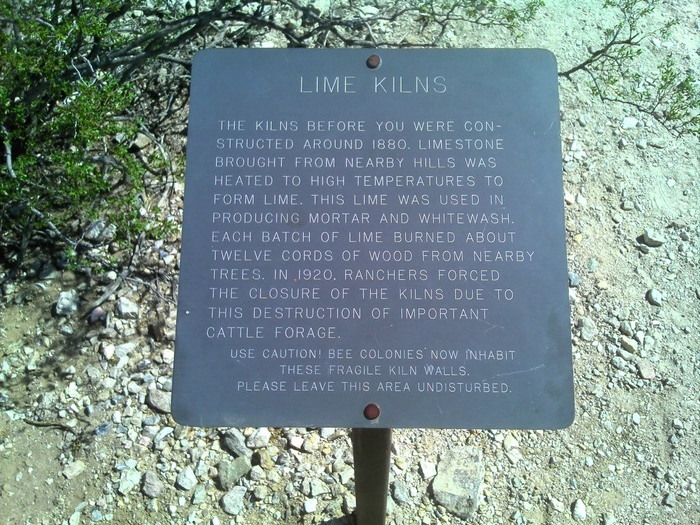 LIME KILNS
THE KILNS BEFORE YOU WERE CON-
STRUCTED AROUND 1880. LIMESTONE
BROUGHT FROM NEARBY HILLS WAS
HEATED TO HIGH TEMPERATURES TO
FORM LIME. THIS LIME WAS USED IN
PRODUCING MORTAR AND WHITEWASH.
EACH BATCH OF LIME BURNED ABOUT
TWELVE CORDS OF WOOD FROM NEARBY
TREES. IN 1920, RANCHERS FORCED
THE CLOSURE OF THE KILNS DUE TO
THIS DESTRUCTION OF IMPORTANT
CATTLE FORAGE.
USE CAUTION! BEE COLONIES NOW INHABIT
THESE FRAGILE KILN WALLS.
PLEASE LEAVE THIS AREA UNDISTURBED.